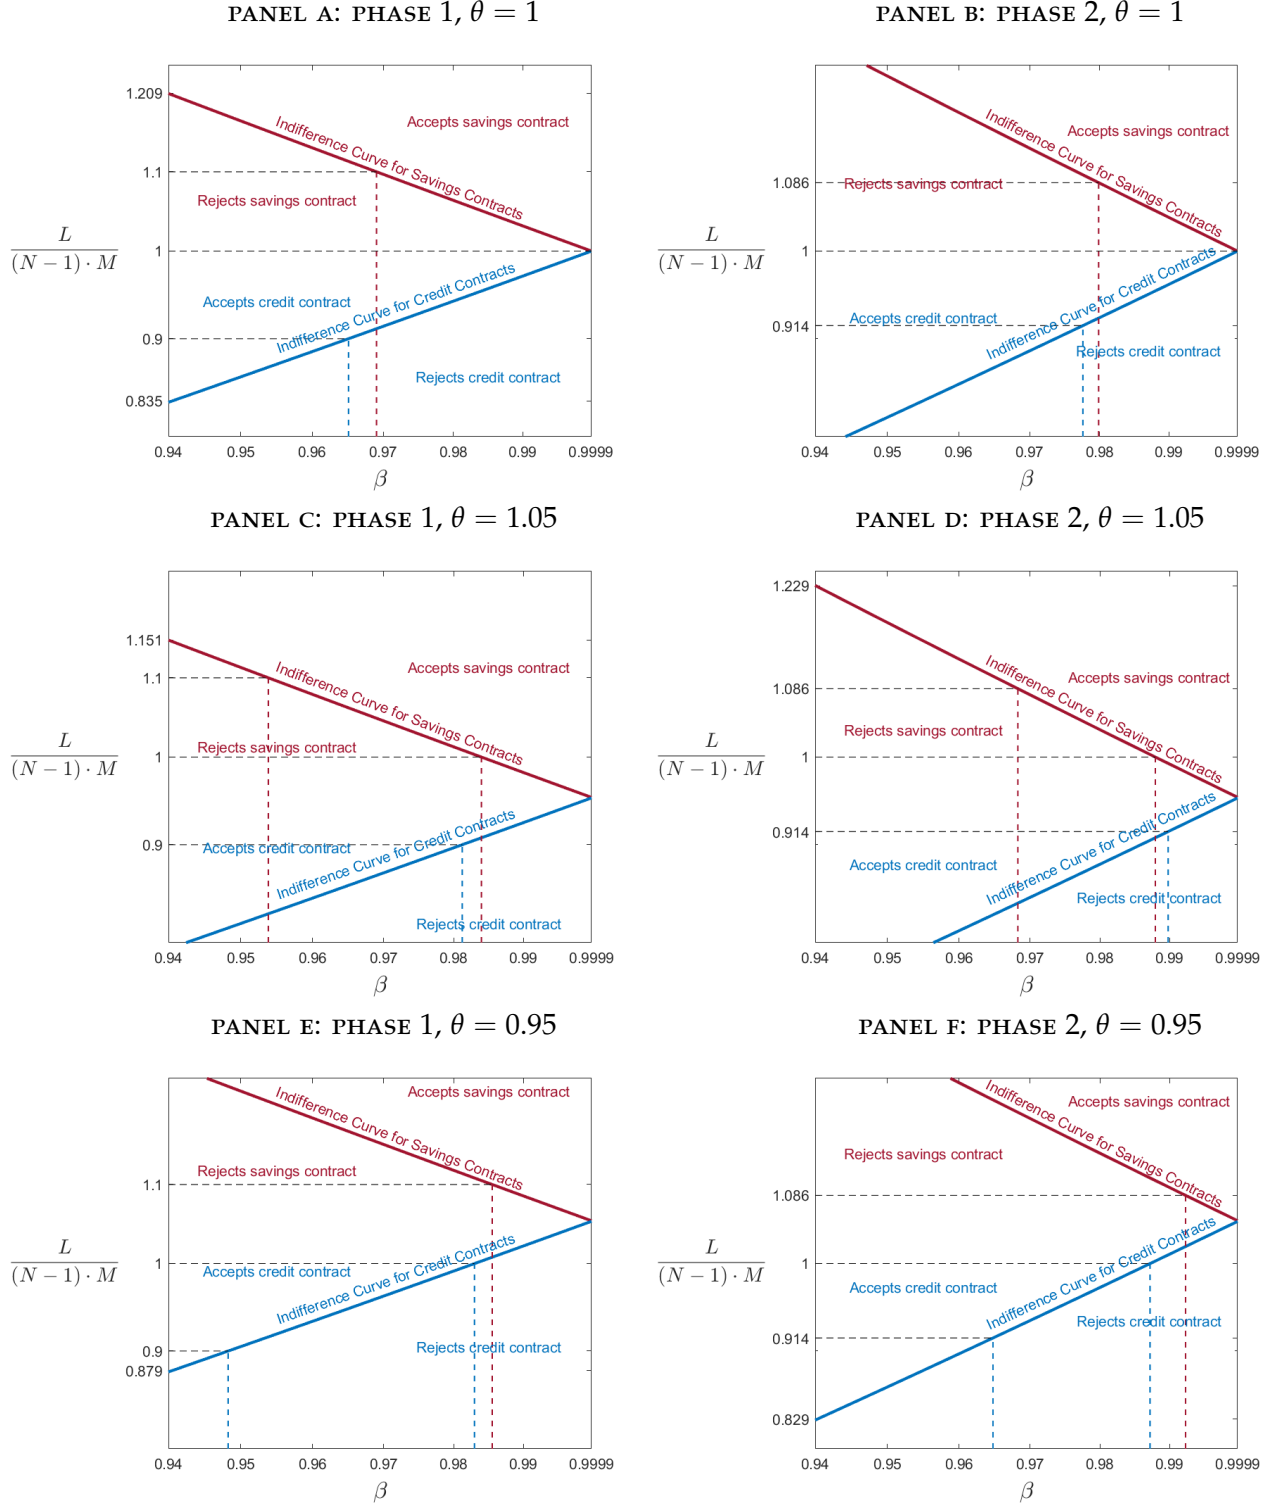 PANEL A: PHASE 1, θ = 1
1.209
1.1
L
(N − 1) · M
1
0.9
0.835
Indifference Curve for Savings Contracts
Accepts savings contract
Rejects savings contract
Accepts credit contract
Indifference Curve for Credit Contracts
Rejects credit contract
0.94 0.95 0.96 0.97 0.98 0.99 0.9999
β
PANEL B: PHASE 2, θ = 1
1.086
L
(N − 1) · M
1
0.914
Indifference Curve for Savings Contracts
Accepts savings contract
Rejects savings contract
Accepts credit contract
Indifference Curve for Credit Contracts
Rejects credit contract
0.94 0.95 0.96 0.97 0.98 0.99 0.9999
β
PANEL C: PHASE 1, θ = 1.05
1.151
1.1
L
(N − 1) · M
1
0.9
Indifference Curve for Savings Contracts
Accepts savings contract
Rejects savings contract
Accepts credit contract
Indifference Curve for Credit Contracts
Rejects credit contract
0.94 0.95 0.96 0.97 0.98 0.99 0.9999
β
PANEL D: PHASE 2, θ = 1.05
1.229
1.086
L
(N − 1) · M
1
0.914
Indifference Curve for Savings Contracts
Accepts savings contract
Rejects savings contract
Accepts credit contract
Indifference Curve for Credit Contracts
Rejects credit contract
0.94 0.95 0.96 0.97 0.98 0.99 0.9999
β
PANEL E: PHASE 1, θ = 0.95
1.1
L
(N − 1) · M
1
0.9
0.879
Indifference Curve for Savings Contracts
Accepts savings contract
Rejects savings contract
Accepts credit contract
Indifference Curve for Credit Contracts
Rejects credit contract
0.94 0.95 0.96 0.97 0.98 0.99 0.9999
β
PANEL F: PHASE 2, θ = 0.95
1.086
L
(N − 1) · M
1
0.914
0.829
Indifference Curve for Savings Contracts
Accepts savings contract
Rejects savings contract
Accepts credit contract
Indifference Curve for Credit Contracts
Rejects credit contract
0.94 0.95 0.96 0.97 0.98 0.99 0.9999
β